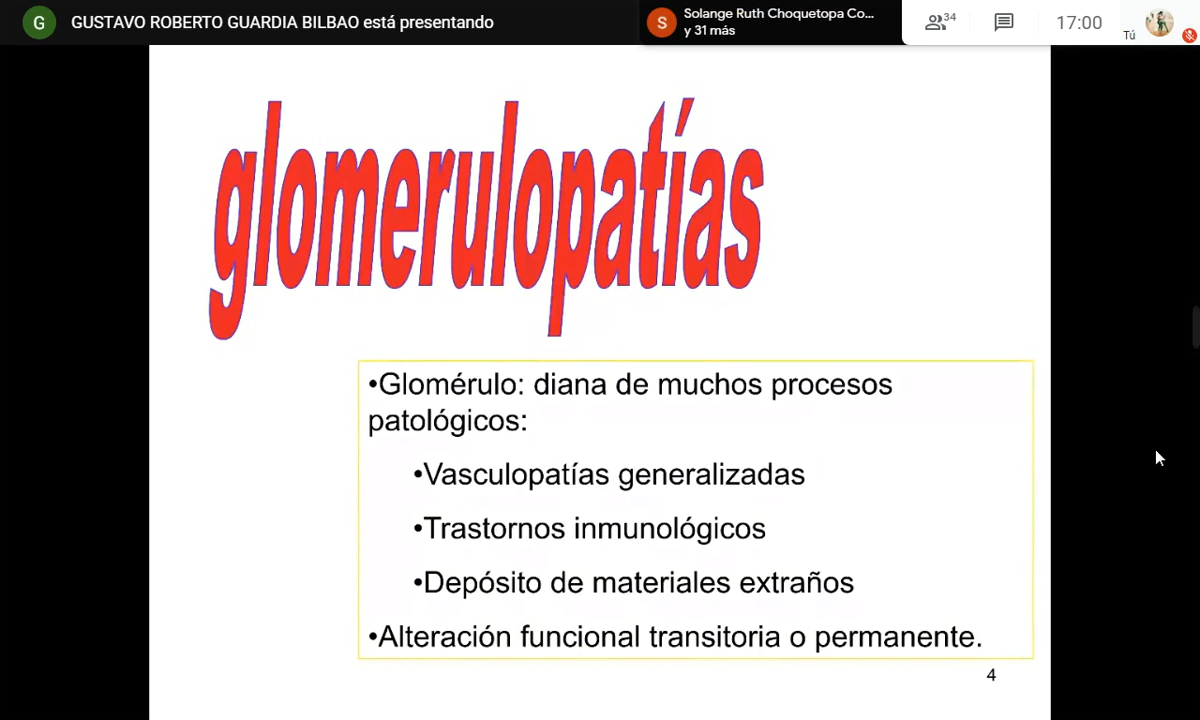 G GUSTAVO ROBERTO GUARDIA BILBAO está presentando
S Solange Ruth Choquetopa Co...
y 31 más
34
17:00
Tú
glomerulopatías
•Glomérulo: diana de muchos procesos
patológicos:
•Vasculopatías generalizadas
•Trastornos inmunológicos
•Depósito de materiales extraños
•Alteración funcional transitoria o permanente.
4